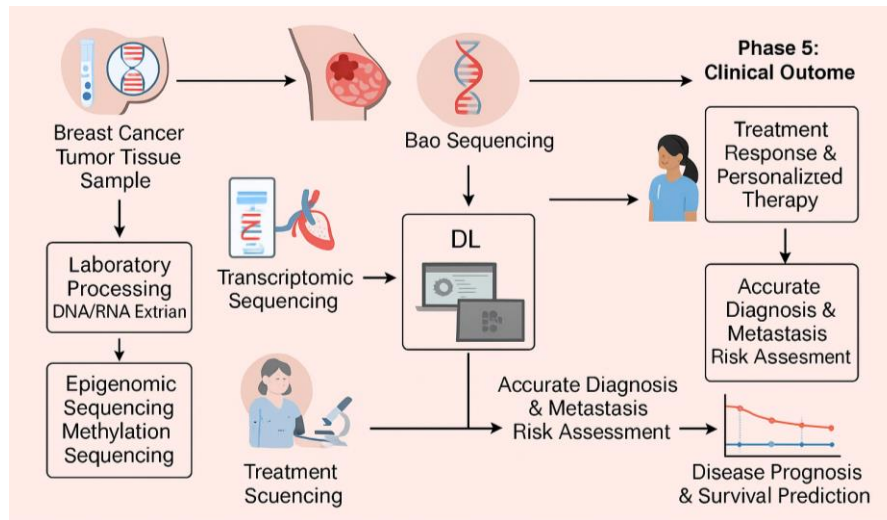 Breast Cancer
Tumor Tissue
Sample
Laboratory
Processing
DNA/RNA Extrian
Epigenomic
Sequencing
Methylation
Sequencing
Transcriptomic
Sequencing
Treatment
Scuencing
Bao Sequencing
DL
Accurate Diagnosis
& Metastasis
Risk Assessment
Phase 5:
Clinical Outcome
Treatment
Response &
Personalized
Therapy
Accurate
Diagnosis &
Metastasis
Risk Assesment
Disease Prognosis
& Survival Prediction